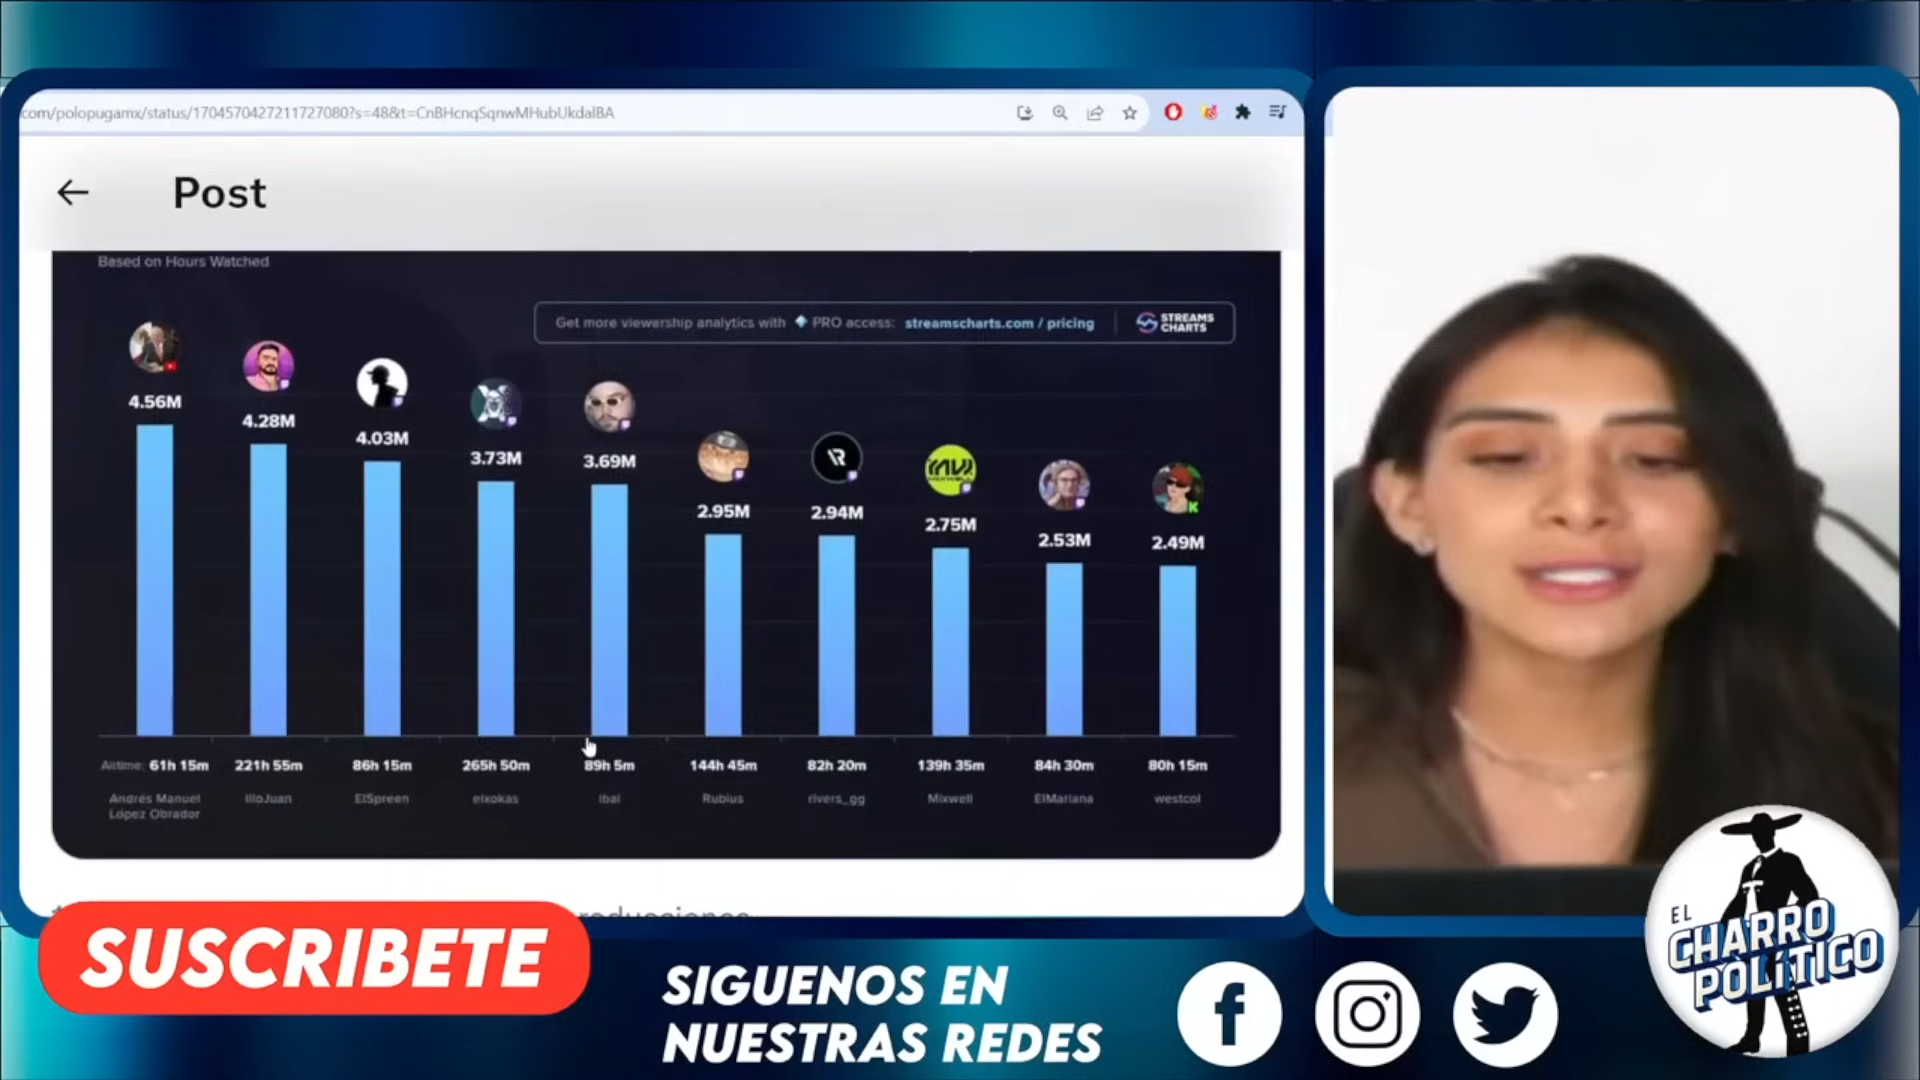 com/polopugamx/status/1704570427211727080?s=48&t=CnBHcnqSqnwMHubUkdalBA
Post
Based on Hours Watched
Get more viewership analytics with PRO access: streamscharts.com / pricing
STREAMS
CHARTS
4.56M
4.28M
4.03M
3.73M
3.69M
2.95M
2.94M
2.75M
2.53M
2.49M
Airtime: 61h 15m 221h 55m 86h 15m 265h 50m 89h 5m 144h 45m 82h 20m 139h 35m 84h 30m 80h 15m
Andrés Manuel
López Obrador
IlloJuan
ElSpreen
elxokas
ibai
Rubius
rivers_gg
Mixwell
ElMariana
westcol
SUSCRIBETE
SIGUENOS EN
NUESTRAS REDES
EL
CHARRO
POLÍTICO